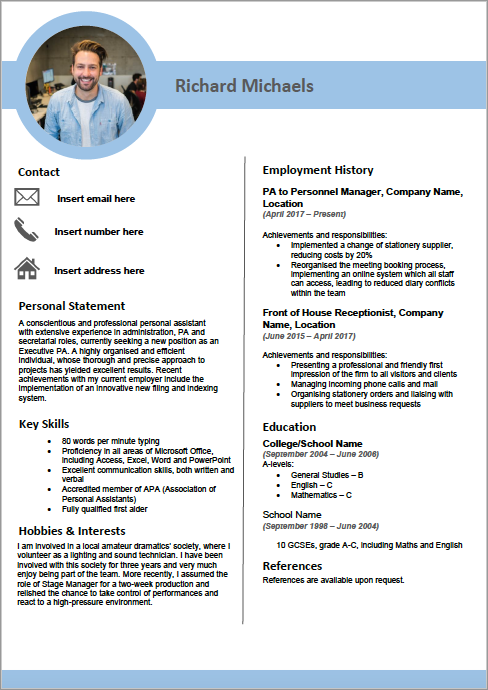 Richard Michaels
Contact
Insert email here
Insert number here
Insert address here
Personal Statement
A conscientious and professional personal assistant
with extensive experience in administration, PA and
secretarial roles, currently seeking a new position as an
Executive PA. A highly organised and efficient
individual, whose thorough and precise approach to
projects has yielded excellent results. Recent
achievements with my current employer include the
implementation of an innovative new filing and indexing
system.
Key Skills
• 80 words per minute typing
• Proficiency in all areas of Microsoft Office,
including Access, Excel, Word and PowerPoint
• Excellent communication skills, both written and
verbal
• Accredited member of APA (Association of
Personal Assistants)
• Fully qualified first aider
Hobbies & Interests
I am involved in a local amateur dramatics' society, where I
volunteer as a lighting and sound technician. I have been
involved with this society for three years and very much
enjoy being part of the team. More recently, I assumed the
role of Stage Manager for a two-week production and
relished the chance to take control of performances and
react to a high-pressure environment.
Employment History
PA to Personnel Manager, Company Name,
Location
(April 2017 – Present)
Achievements and responsibilities:
• Implemented a change of stationery supplier,
reducing costs by 20%
• Reorganised the meeting booking process,
implementing an online system which all staff
can access, leading to reduced diary conflicts
within the team
Front of House Receptionist, Company
Name, Location
(June 2015 – April 2017)
Achievements and responsibilities:
• Presenting a professional and friendly first
impression of the firm to all visitors and clients
• Managing incoming phone calls and mail
• Organising stationery orders and liaising with
suppliers to meet business requests
Education
College/School Name
(September 2004 – June 2006)
A-levels:
• General Studies – B
• English – C
• Mathematics – C
School Name
(September 1998 – June 2004)
10 GCSEs, grade A-C, including Maths and English
References
References are available upon request.